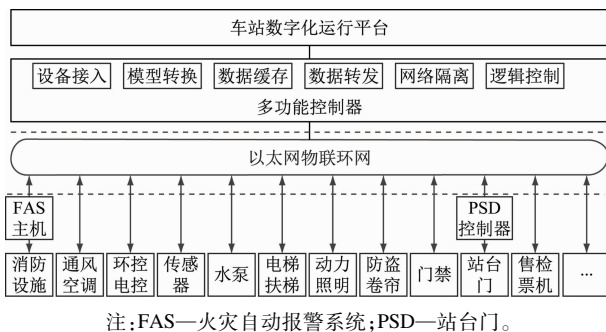 车站数字化运行平台
设备接入 模型转换 数据缓存 数据转发 网络隔离 逻辑控制
多功能控制器
以太网物联环网
FAS
主机
PSD
控制器
消防
设施
通风
空调
环控
电控
传感
器
水泵
电梯
扶梯
动力
照明
防盗
卷帘
门禁
站台
门
售检
票机
...
注:FAS—火灾自动报警系统;PSD—站台门。